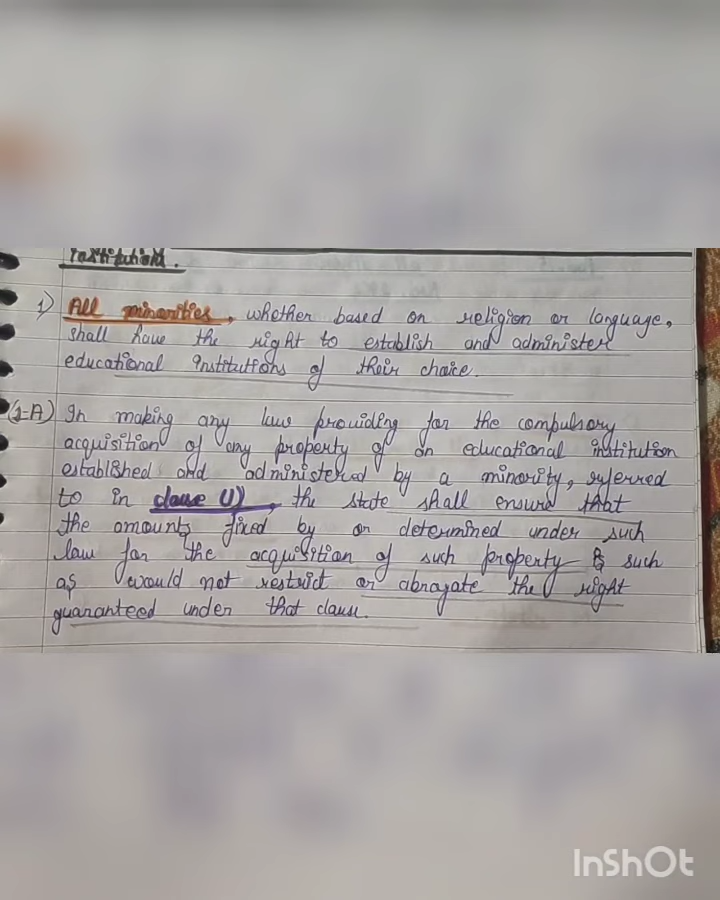 Institutions.
1) All minorities, whether based on religion or language,
shall have the right to establish and administer
educational Institutions of their choice.
(1-A) In making any law providing for the compulsory
acquisition of any property of an educational institution
established and administered by a minority, referred
to in clause (1), the state shall ensure that
the amounts fixed by or determined under such
law for the acquisition of such property is such
as would not restrict or abrogate the right
guaranteed under that clause.
InShOt